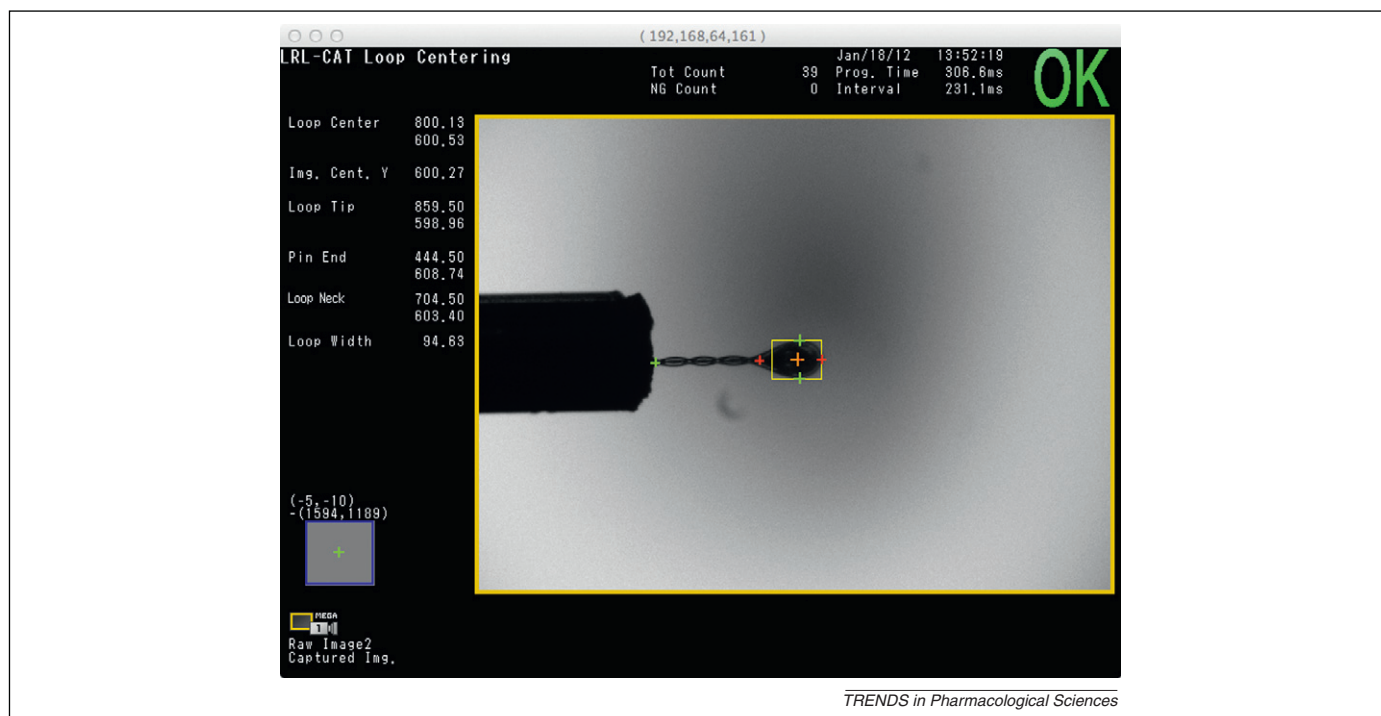 (192,168,64,161)
LRL-CAT Loop Centering
Jan/18/12 13:52:19
Tot Count 39 Prog. Time 306.6ms
NG Count 0 Interval 231.1ms
OK
Loop Center 800.13
600.53
Img. Cent. Y 600.27
Loop Tip 859.50
598.96
Pin End 444.50
608.74
Loop Neck 704.50
603.40
Loop Width 94.63
(-5,-10)
-(1594,1189)
MEGA
1
Raw Image2
Captured Img.
TRENDS in Pharmacological Sciences